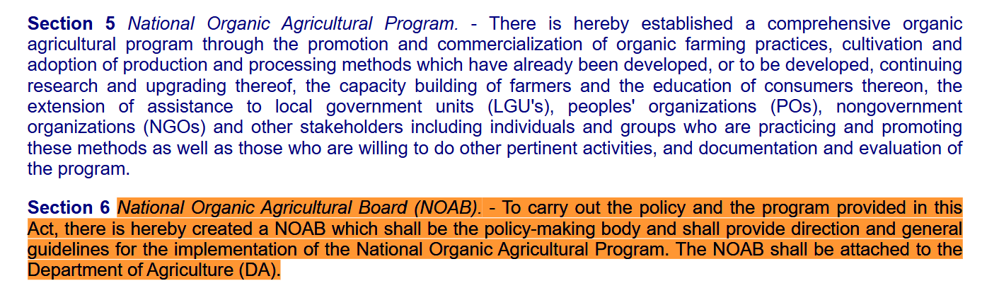 Section 5 National Organic Agricultural Program. - There is hereby established a comprehensive organic
agricultural program through the promotion and commercialization of organic farming practices, cultivation and
adoption of production and processing methods which have already been developed, or to be developed, continuing
research and upgrading thereof, the capacity building of farmers and the education of consumers thereon, the
extension of assistance to local government units (LGU's), peoples' organizations (POs), nongovernment
organizations (NGOs) and other stakeholders including individuals and groups who are practicing and promoting
these methods as well as those who are willing to do other pertinent activities, and documentation and evaluation of
the program.
Section 6 National Organic Agricultural Board (NOAB). - To carry out the policy and the program provided in this
Act, there is hereby created a NOAB which shall be the policy-making body and shall provide direction and general
guidelines for the implementation of the National Organic Agricultural Program. The NOAB shall be attached to the
Department of Agriculture (DA).